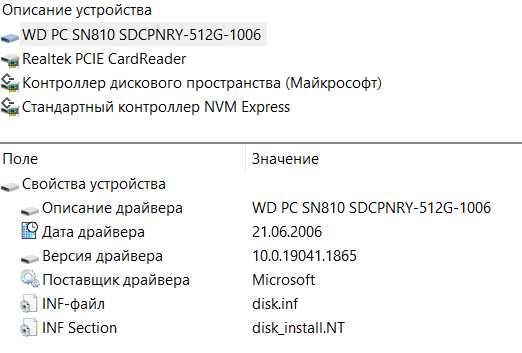 Описание устройства
WD PC SN810 SDCPNRY-512G-1006
Realtek PCIE CardReader
Контроллер дискового пространства (Майкрософт)
Стандартный контроллер NVM Express
Поле Значение
Свойства устройства
Описание драйвера WD PC SN810 SDCPNRY-512G-1006
Дата драйвера 21.06.2006
Версия драйвера 10.0.19041.1865
Поставщик драйвера Microsoft
INF-файл disk.inf
INF Section disk_install.NT